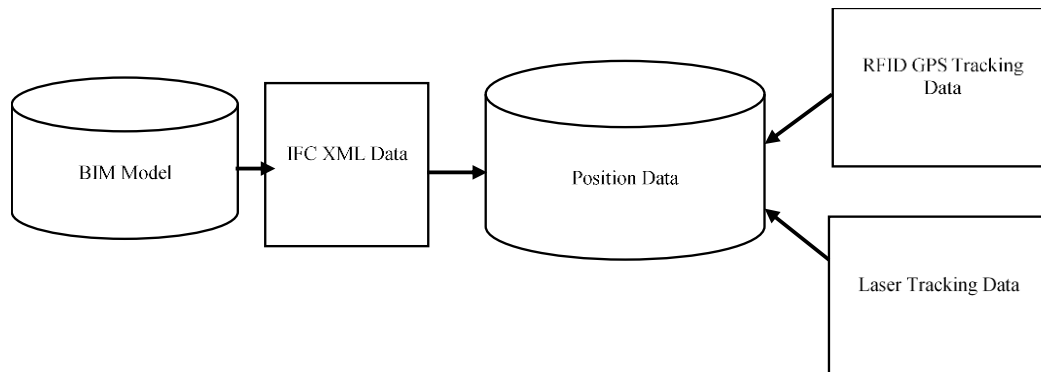 BIM Model
IFC XML Data
Position Data
RFID GPS Tracking
Data
Laser Tracking Data